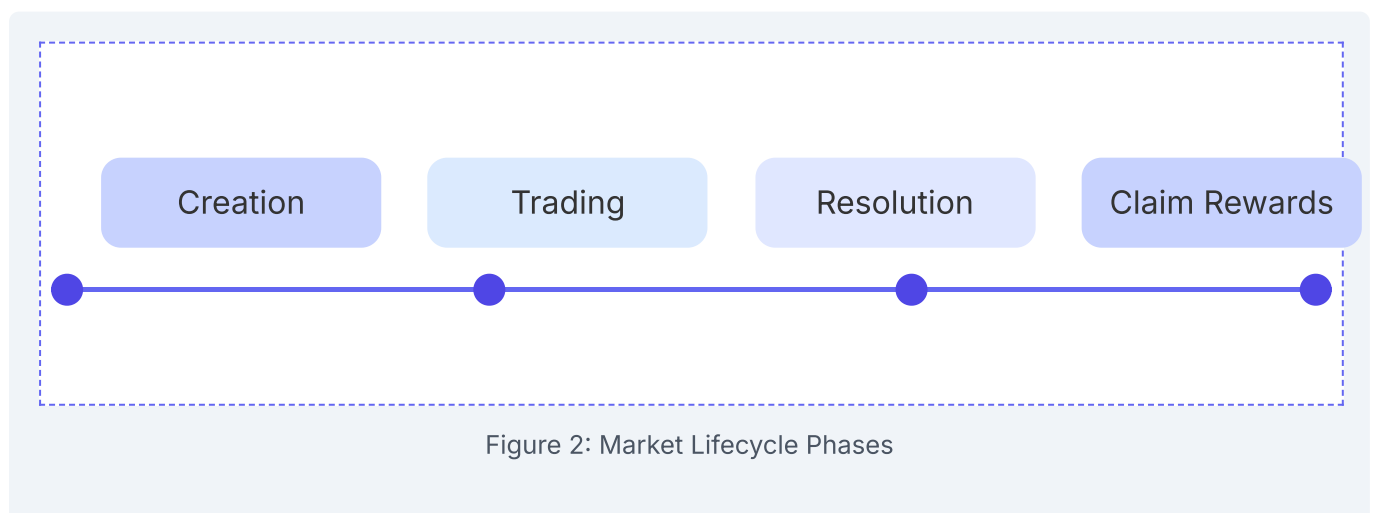 Creation
Trading
Resolution
Claim Rewards
Figure 2: Market Lifecycle Phases